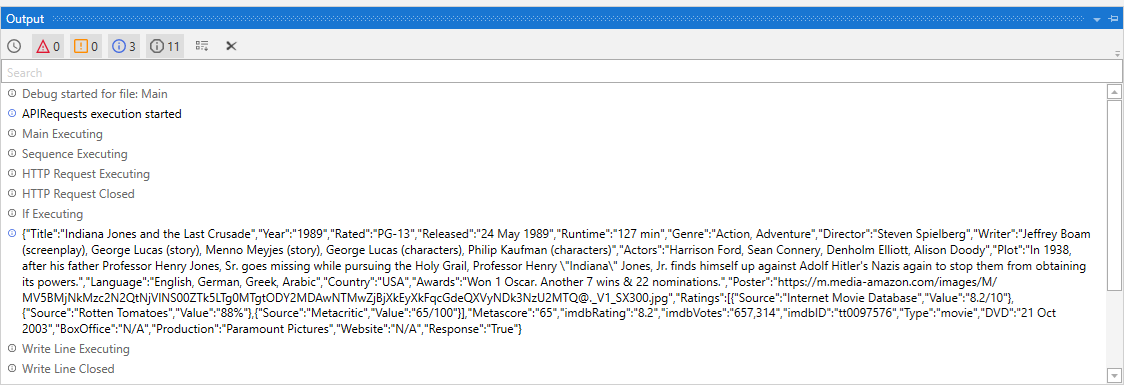 Output
0 0 3 11
Search
Debug started for file: Main
APIRequests execution started
Main Executing
Sequence Executing
HTTP Request Executing
HTTP Request Closed
If Executing
{"Title":"Indiana Jones and the Last Crusade","Year":"1989","Rated":"PG-13","Released":"24 May 1989","Runtime":"127 min","Genre":"Action, Adventure","Director":"Steven Spielberg","Writer":"Jeffrey Boam
(screenplay), George Lucas (story), Menno Meyjes (story), George Lucas (characters), Philip Kaufman (characters)","Actors":"Harrison Ford, Sean Connery, Denholm Elliott, Alison Doody","Plot":"In 1938,
after his father Professor Henry Jones, Sr. goes missing while pursuing the Holy Grail, Professor Henry \"Indiana\" Jones, Jr. finds himself up against Adolf Hitler's Nazis again to stop them from obtaining
its powers.","Language":"English, German, Greek, Arabic","Country":"USA","Awards":"Won 1 Oscar. Another 7 wins & 22 nominations.","Poster":"https://m.media-amazon.com/images/M/
MV5BMjNkMzc2N2QtNjVlNS00ZTk5LTg0MTgtODY2MDAwNTMwZjBjXkEyXkFqcGdeQXVyNDk3NzU2MTQ@._V1_SX300.jpg","Ratings":[{"Source":"Internet Movie Database","Value":"8.2/10"},
{"Source":"Rotten Tomatoes","Value":"88%"},{"Source":"Metacritic","Value":"65/100"}],"Metascore":"65","imdbRating":"8.2","imdbVotes":"657,314","imdbID":"tt0097576","Type":"movie","DVD":"21 Oct
2003","BoxOffice":"N/A","Production":"Paramount Pictures","Website":"N/A","Response":"True"}
Write Line Executing
Write Line Closed